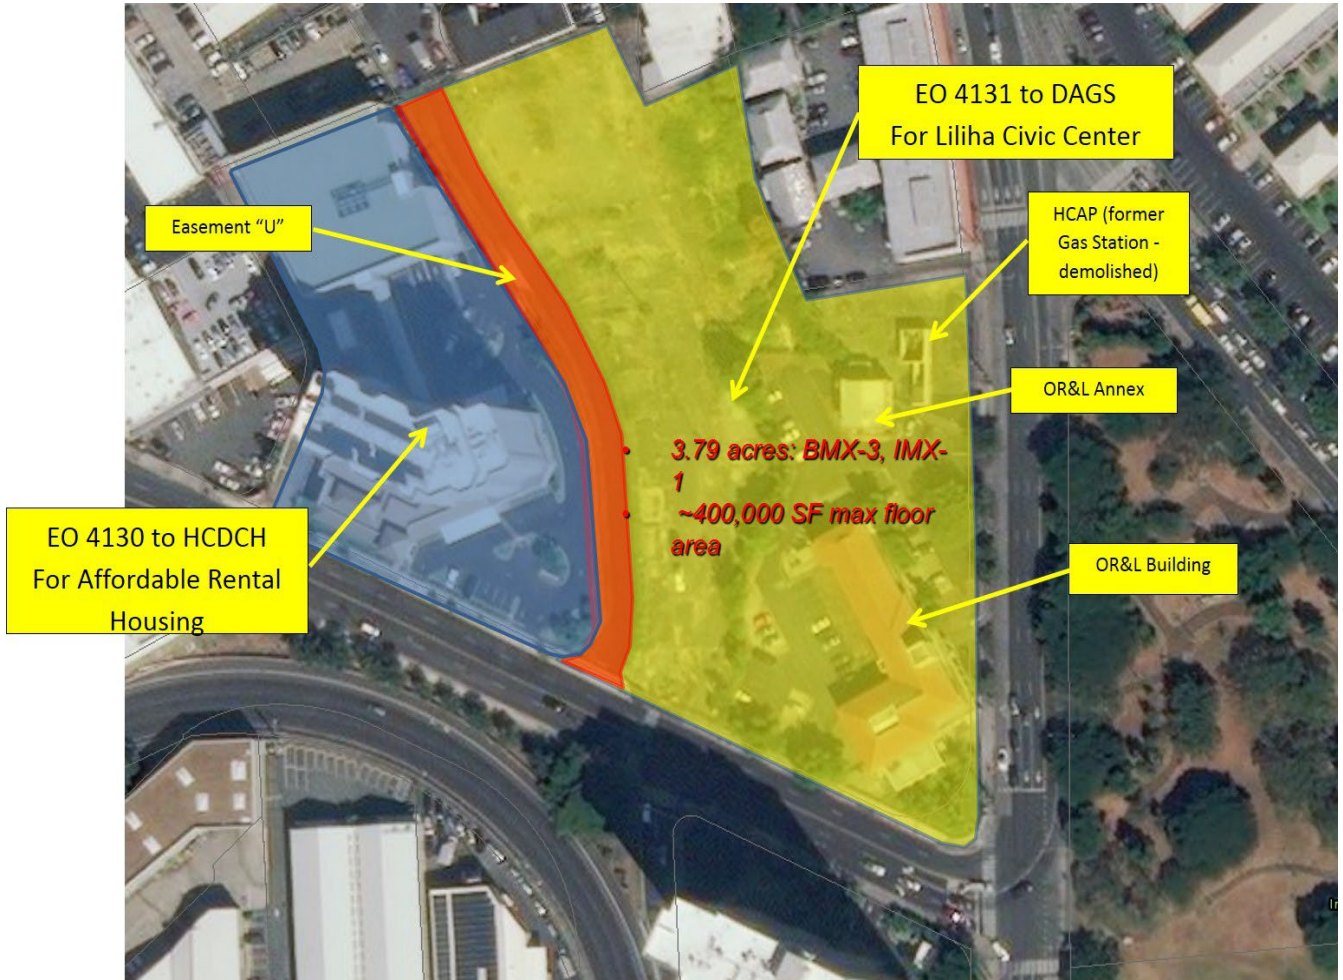 EO 4131 to DAGS
For Liliha Civic Center
Easement “U”
HCAP (former
Gas Station -
demolished)
OR&L Annex
• 3.79 acres: BMX-3, IMX-
1
• ~400,000 SF max floor
area
EO 4130 to HCDCH
For Affordable Rental
Housing
OR&L Building